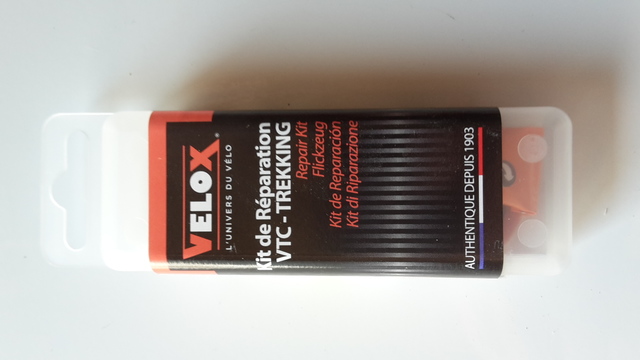 VELOX®
L'UNIVERS DU VÉLO
Kit de Réparation
VTC - TREKKING
Repair Kit
Flickzeug
Kit de Reparación
Kit di Riparazione
AUTHENTIQUE DEPUIS 1903